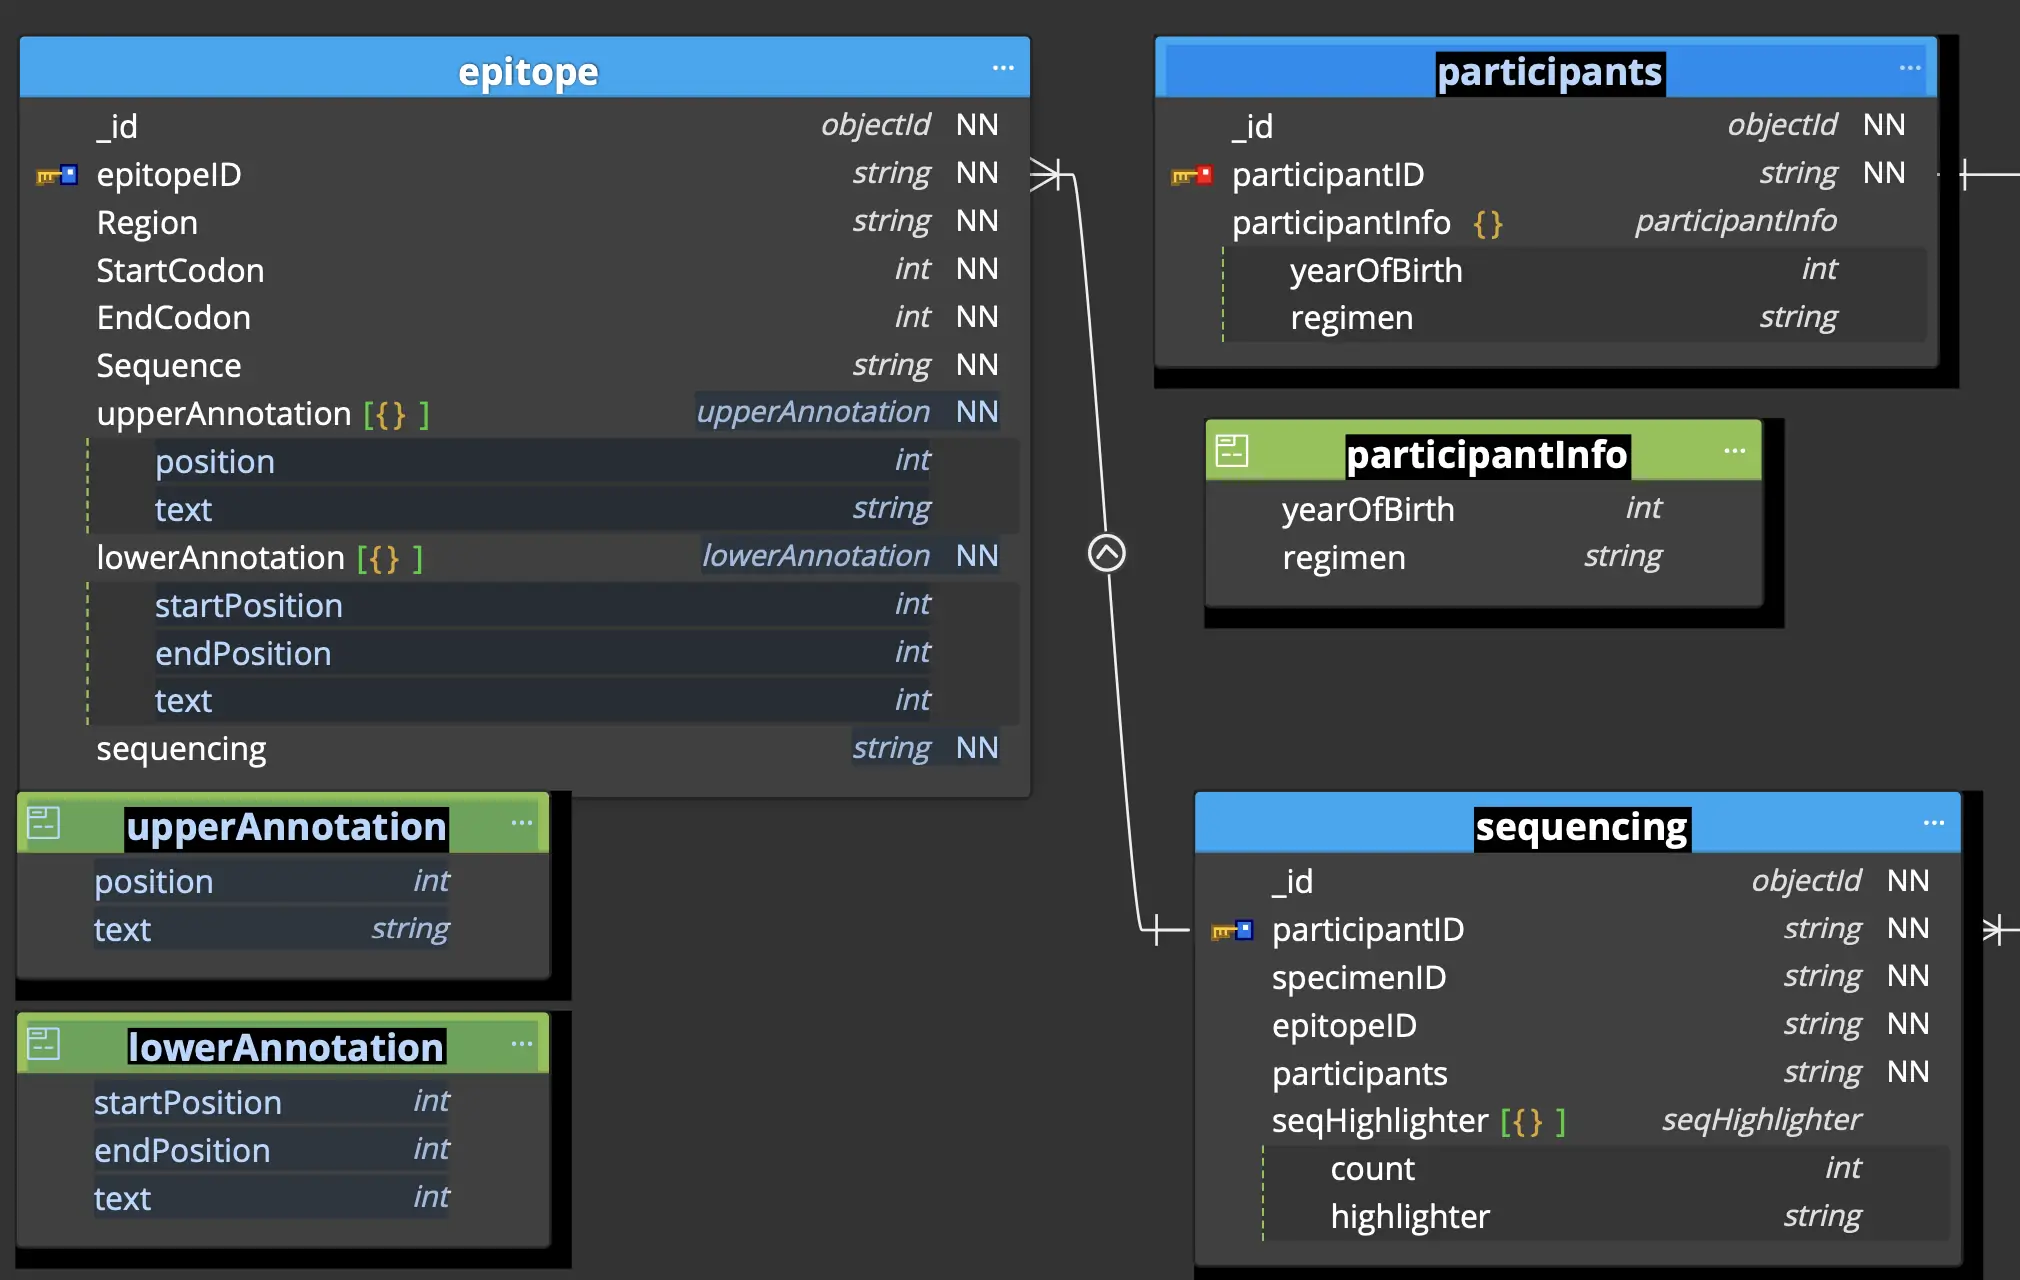 epitope ...
_id objectId NN
epitopeID string NN
Region string NN
StartCodon int NN
EndCodon int NN
Sequence string NN
upperAnnotation [{} ] upperAnnotation NN
position int
text string
lowerAnnotation [{} ] lowerAnnotation NN
startPosition int
endPosition int
text int
sequencing string NN
upperAnnotation ...
position int
text string
lowerAnnotation ...
startPosition int
endPosition int
text int
participants ...
_id objectId NN
participantID string NN
participantInfo {} participantInfo
yearOfBirth int
regimen string
participantInfo ...
yearOfBirth int
regimen string
sequencing ...
_id objectId NN
participantID string NN
specimenID string NN
epitopeID string NN
participants string NN
seqHighlighter [{} ] seqHighlighter
count int
highlighter string